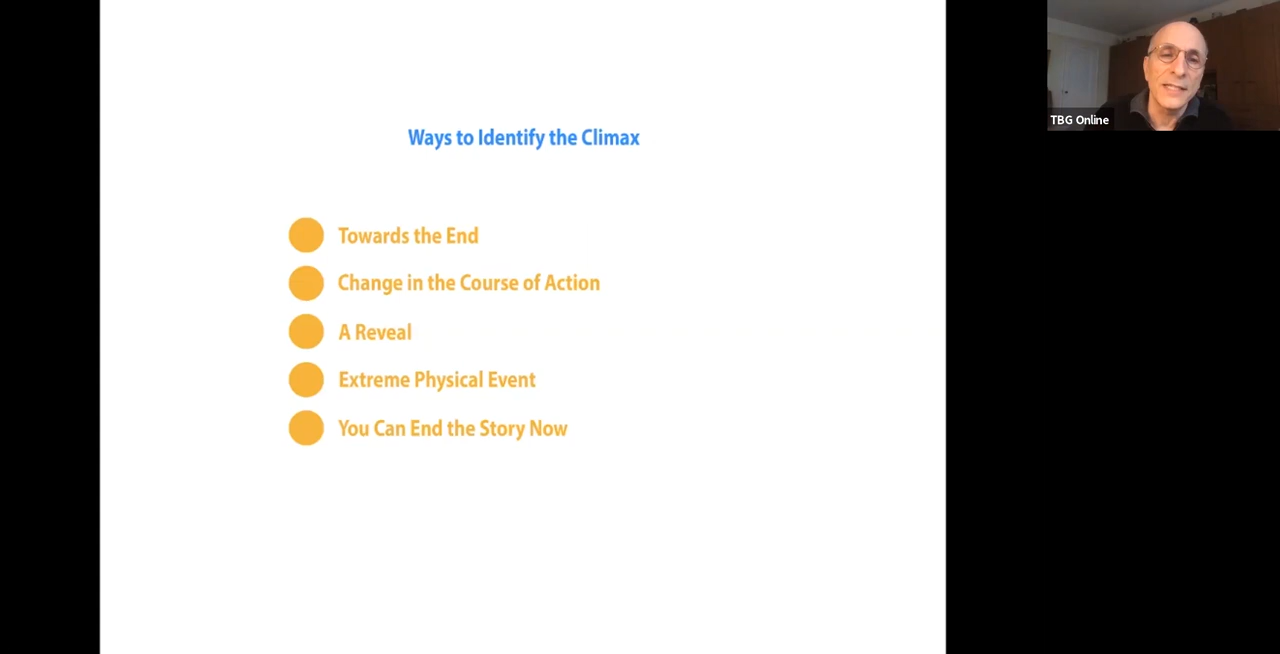 Ways to Identify the Climax
Towards the End
Change in the Course of Action
A Reveal
Extreme Physical Event
You Can End the Story Now
TBG Online